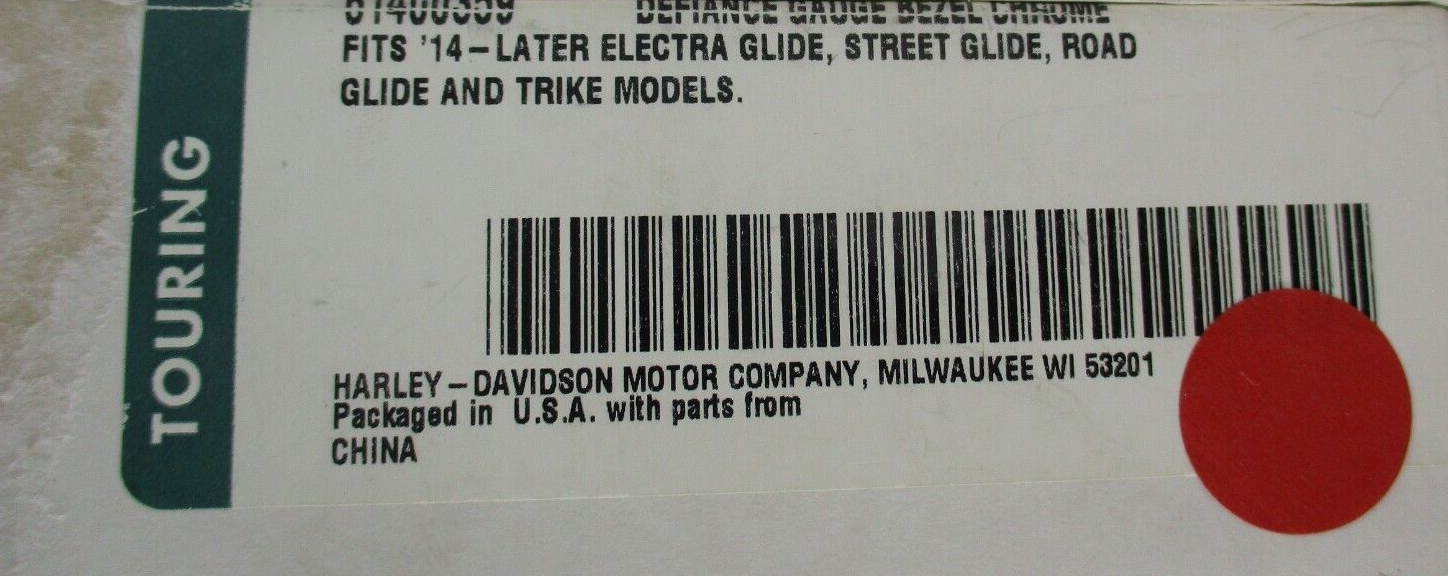 61400359 DEFIANCE GAUGE BEZEL CHROME
FITS '14-LATER ELECTRA GLIDE, STREET GLIDE, ROAD
GLIDE AND TRIKE MODELS.
TOURING
HARLEY-DAVIDSON MOTOR COMPANY, MILWAUKEE WI 53201
Packaged in U.S.A. with parts from
CHINA